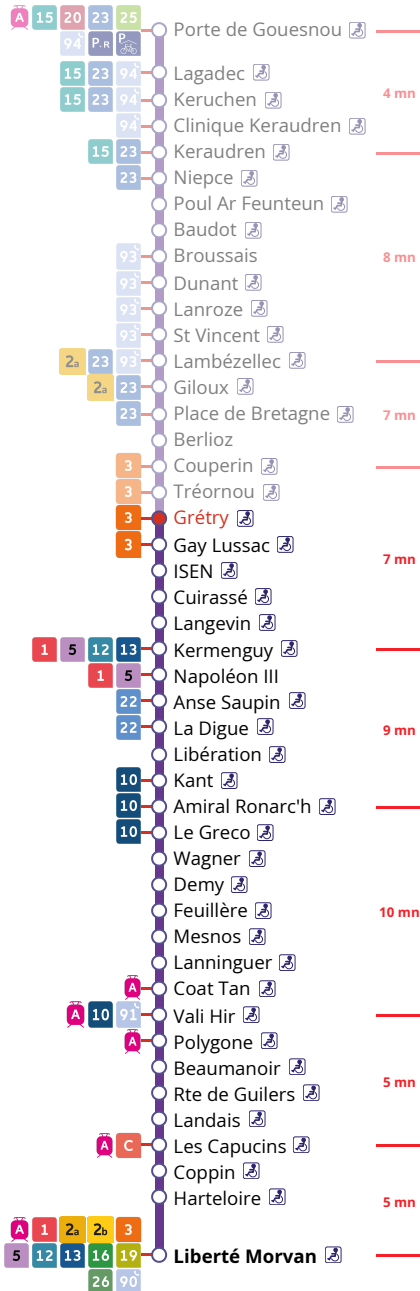 A 15 20 23 25
94 P.R P
Porte de Gouesnou
15 23 94 Lagadec
4 mn
15 23 94 Keruchen
94 Clinique Keraudren
15 23 Keraudren
23 Niepce
Poul Ar Feunteun
Baudot
93 Broussais
8 mn
93 Dunant
93 Lanroze
93 St Vincent
2a 23 93 Lambézellec
2a 23 Giloux
23 Place de Bretagne
7 mn
Berlioz
3 Couperin
3 Tréornou
3 Grétry
3 Gay Lussac
7 mn
ISEN
Cuirassé
Langevin
1 5 12 13 Kermenguy
1 5 Napoléon III
22 Anse Saupin
22 La Digue
9 mn
Libération
10 Kant
10 Amiral Ronarc'h
10 Le Greco
Wagner
Demy
Feuillère
10 mn
Mesnos
Lanninguer
A Coat Tan
A 10 91 Vali Hir
A Polygone
Beaumanoir
5 mn
Rte de Guilers
Landais
A C Les Capucins
Coppin
Harteloire
5 mn
A 1 2a 2b 3
5 12 13 16 19 Liberté Morvan
26 90